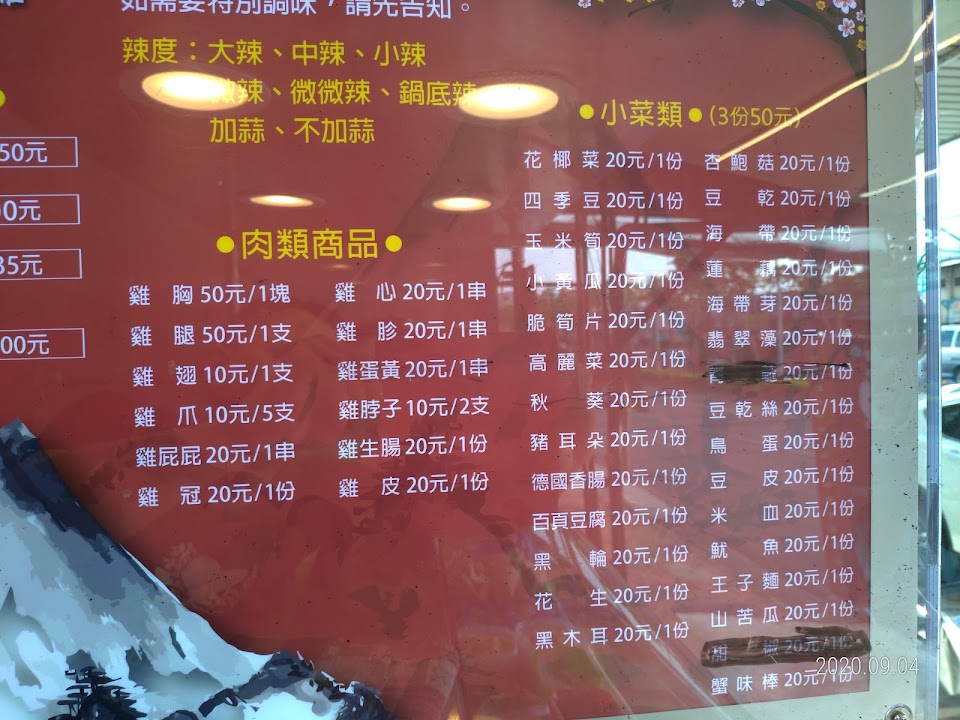 如需要特別調味，請先告知。
辣度：大辣、中辣、小辣
微辣、微微辣、鍋底辣
加蒜、不加蒜
50元
00元
35元
00元
●肉類商品●
雞胸50元/1塊
雞腿50元/1支
雞翅10元/1支
雞爪10元/5支
雞屁屁20元/1串
雞冠20元/1份
雞心20元/1串
雞胗20元/1串
雞蛋黃20元/1串
雞脖子10元/2支
雞生腸20元/1份
雞皮20元/1份
●小菜類●(3份50元)
花椰菜20元/1份
四季豆20元/1份
玉米筍20元/1份
小黃瓜20元/1份
脆筍片20元/1份
高麗菜20元/1份
秋葵20元/1份
豬耳朵20元/1份
德國香腸20元/1份
百頁豆腐20元/1份
黑輪20元/1份
花生20元/1份
黑木耳20元/1份
杏鮑菇20元/1份
豆乾20元/1份
海帶20元/1份
蓮藕20元/1份
海帶芽20元/1份
翡翠藻20元/1份
20元/1份
豆乾絲20元/1份
鳥蛋20元/1份
豆皮20元/1份
米血20元/1份
魷魚20元/1份
王子麵20元/1份
山苦瓜20元/1份
20元/1份
蟹味棒20元/1份
2020.09.04